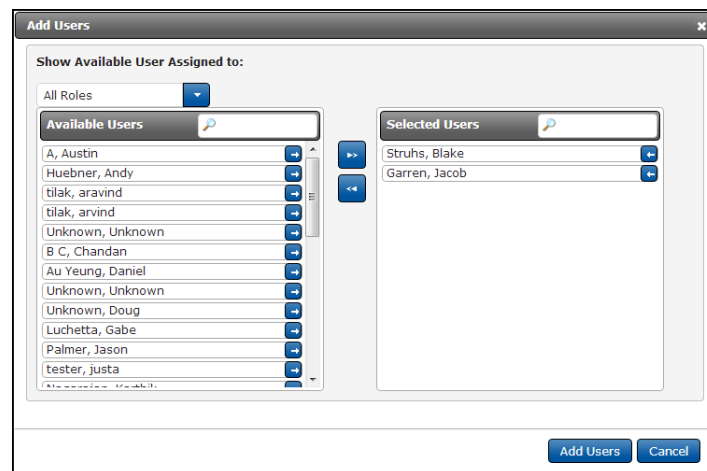 Add Users
Show Available User Assigned to:
All Roles
Available Users
A, Austin
Huebner, Andy
tilak, aravind
tilak, arvind
Unknown, Unknown
B C, Chandan
Au Yeung, Daniel
Unknown, Unknown
Unknown, Doug
Luchetta, Gabe
Palmer, Jason
tester, justa
Selected Users
Struhs, Blake
Garren, Jacob
Add Users Cancel